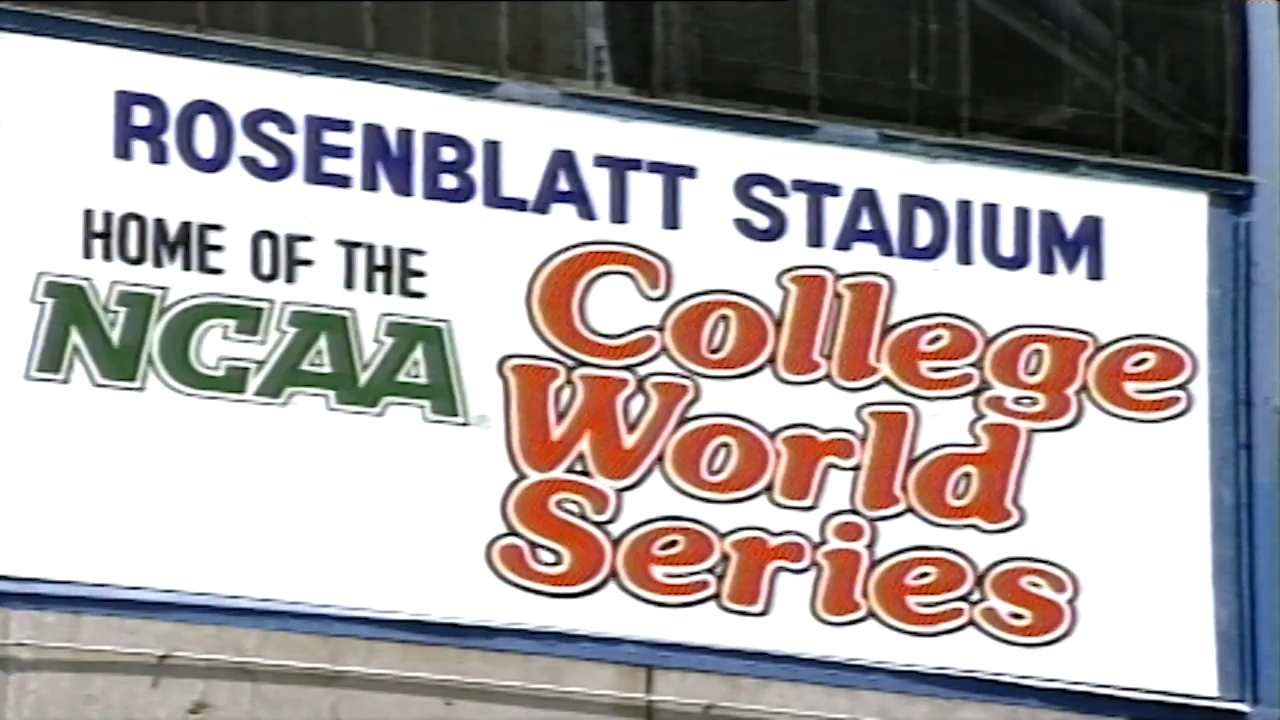 ROSENBLATT STADIUM
HOME OF THE
NCAA
College
World
Series